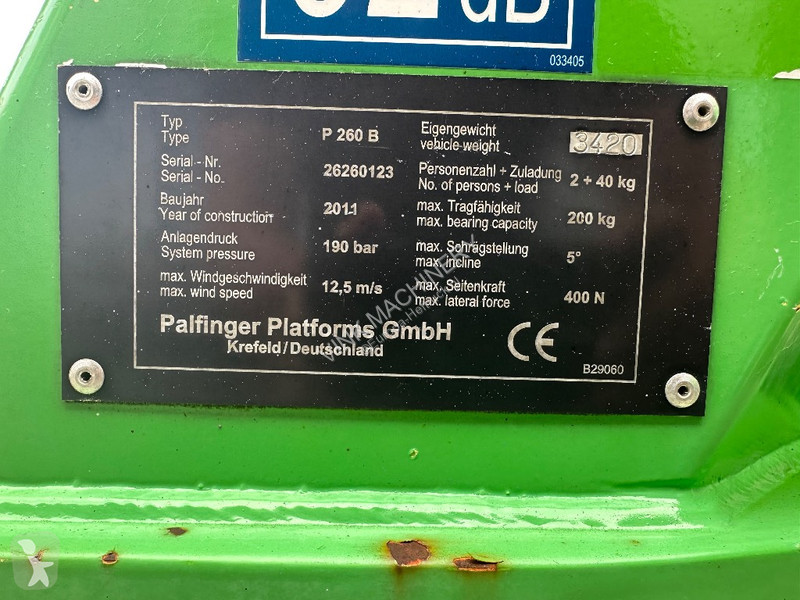 dB
033405
Typ
Type
P 260 B
Serial - Nr.
Serial - No.
26260123
Baujahr
Year of construction
2011
Anlagendruck
System pressure
190 bar
max. Windgeschwindigkeit
max. wind speed
12,5 m/s
Eigengewicht
vehicle weight
3420
Personenzahl + Zuladung
No. of persons + load
2 + 40 kg
max. Tragfähigkeit
max. bearing capacity
200 kg
max. Schrägstellung
max. incline
5°
max. Seitenkraft
max. lateral force
400 N
Palfinger Platforms GmbH
Krefeld/Deutschland
CE
B29060
VINK MACHINERY